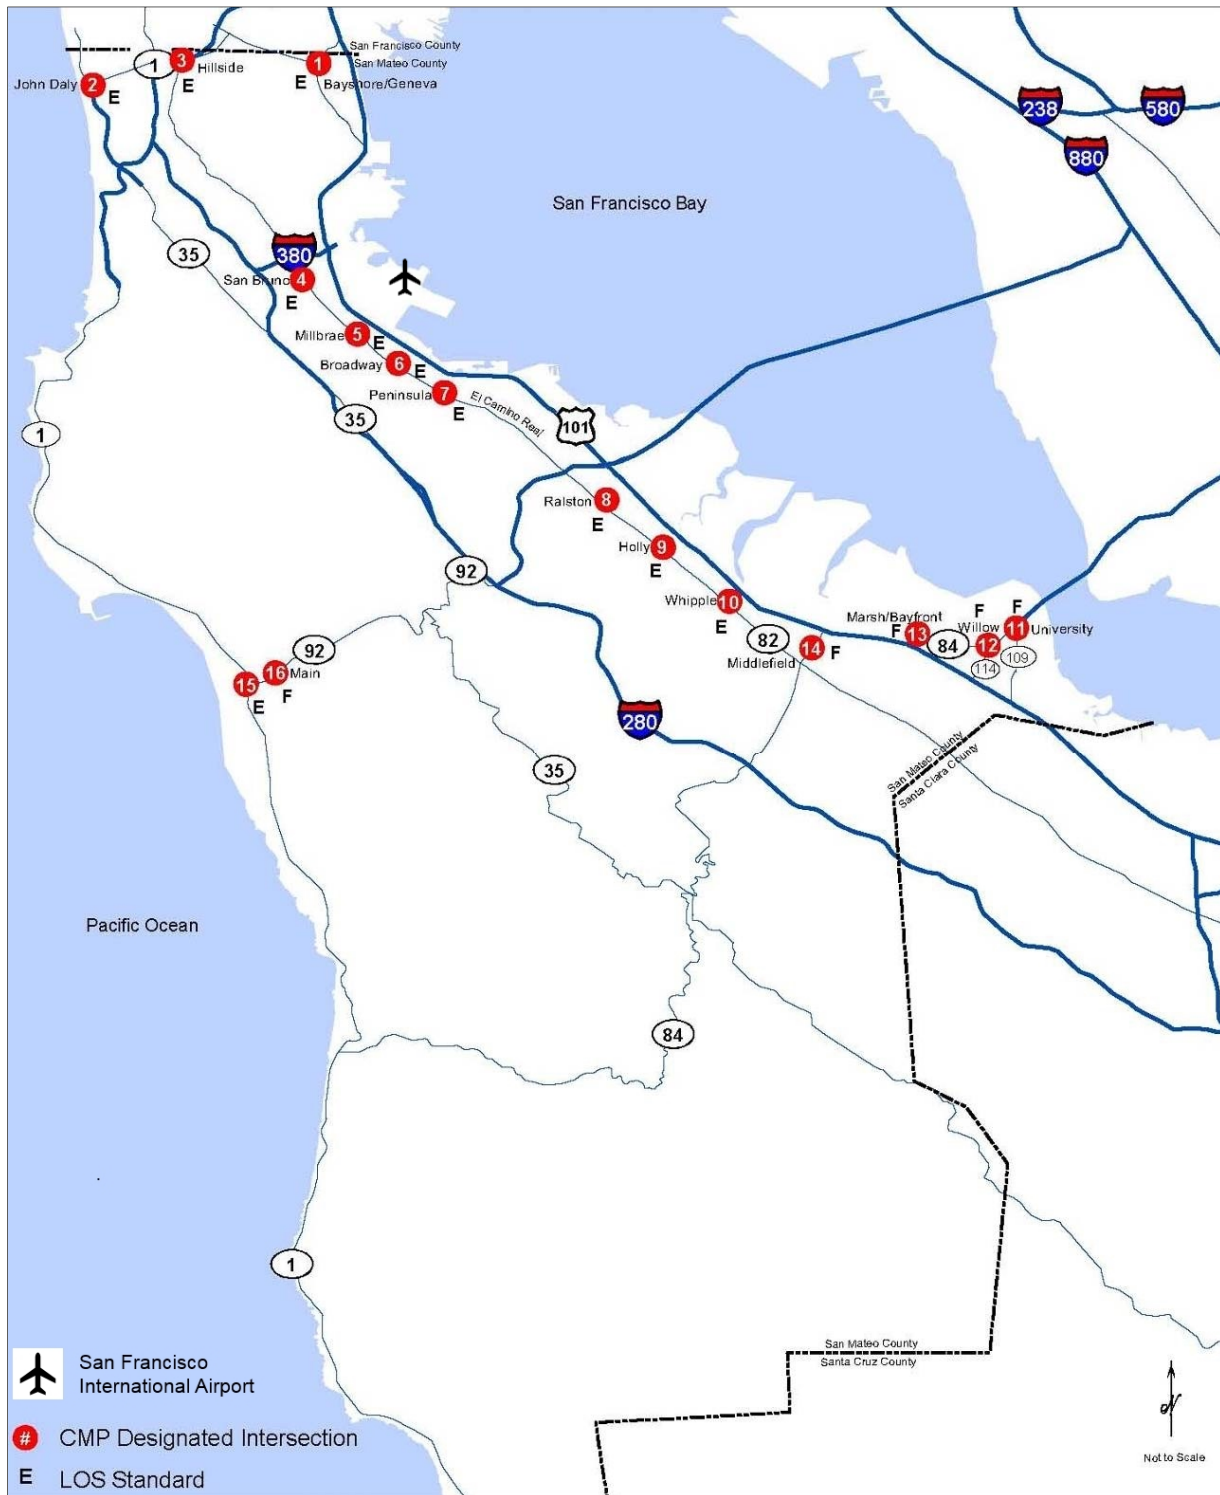 San Francisco County
San Mateo County
1
3
1
Hillside
E
E
Bayshore/Geneva
John Daly
2
E
238
580
880
San Francisco Bay
35
380
San Bruno
4
E
Millbrae
5
E
Broadway
6
E
Peninsula
7
E
El Camino Real
101
35
1
Ralston
8
E
Holly
9
E
92
Whipple
10
E
82
Middlefield
14
F
Marsh/Bayfront
F
13
84
F
Willow
12
F
11
University
114
109
92
16
Main
15
E
F
280
35
San Mateo County
Santa Clara County
Pacific Ocean
84
1
San Mateo County
Santa Cruz County
San Francisco
International Airport
# CMP Designated Intersection
E LOS Standard
N
Not to Scale